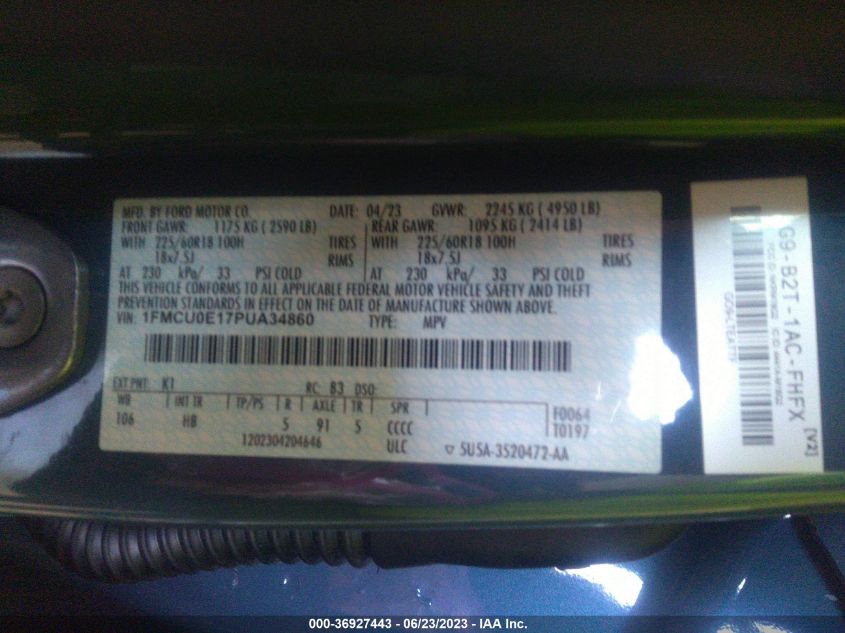 MFD. BY FORD MOTOR CO. DATE: 04/23 GVWR: 2245 KG ( 4950 LB)
FRONT GAWR: 1175 KG ( 2590 LB) REAR GAWR: 1095 KG ( 2414 LB)
WITH 225/60R18 100H TIRES WITH 225/60R18 100H TIRES
18x7.5J RIMS 18x7.5J RIMS
AT 230 kPa/ 33 PSI COLD AT 230 kPa/ 33 PSI COLD
THIS VEHICLE CONFORMS TO ALL APPLICABLE FEDERAL MOTOR VEHICLE SAFETY AND THEFT
PREVENTION STANDARDS IN EFFECT ON THE DATE OF MANUFACTURE SHOWN ABOVE.
VIN: 1FMCU0E17PUA34860 TYPE: MPV
EXT PNT: K1 RC: B3 DSO:
WB INT TR TP/PS R AXLE TR SPR
106 HB 5 91 5 CCCC
F0064
T0197
1202304204646 ULC
▽ SU5A-3520472-AA
G9-B2T-1AC-FHFX [V2]
000-36927443 / 06/23/2023 - IAA Inc.